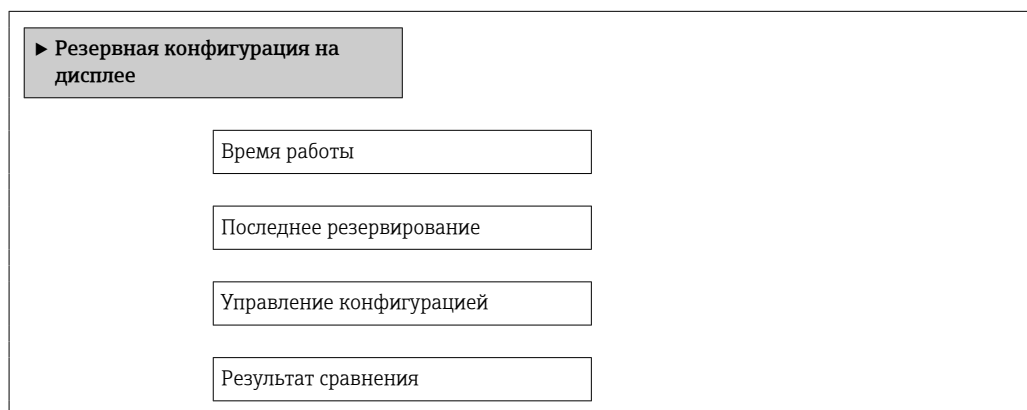 ▶ Резервная конфигурация на
дисплее
Время работы
Последнее резервирование
Управление конфигурацией
Результат сравнения